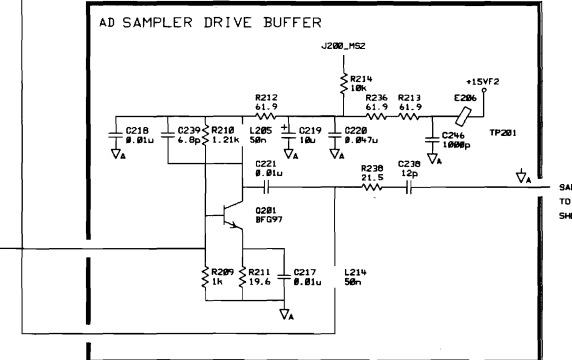 AD SAMPLER DRIVE BUFFER
J200_MS2
R214
10k
+15VF2
R212
61.9
R236
61.9
R213
61.9
E206
C218
0.01u
C239
6.8p
R210
1.21k
L205
50n
C219
10u
C220
0.047u
C246
1000p
TP201
A
A
A
A
C221
0.01u
R238
21.5
C238
12p
A
SA
TO
SHE
Q201
BFG97
R209
1k
R211
19.6
C217
0.01u
L214
50n
A